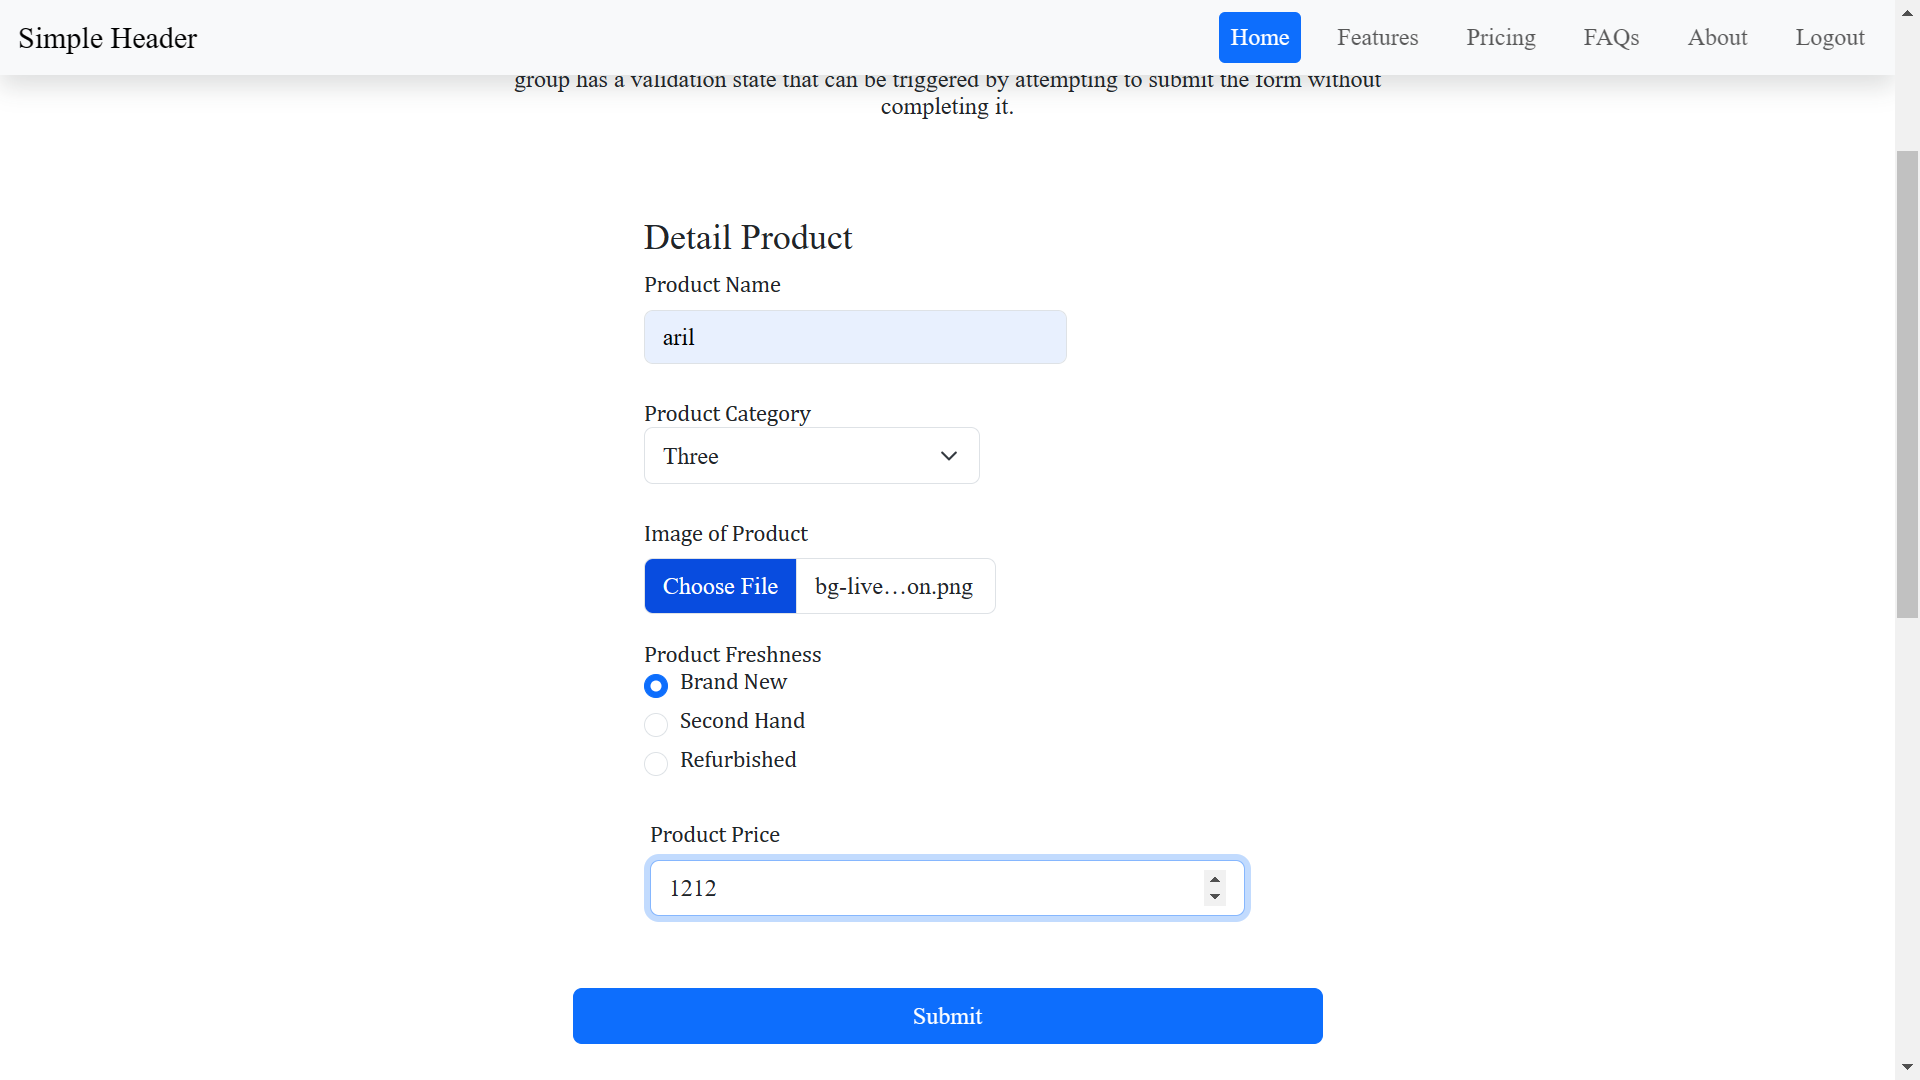 Simple Header
Home Features Pricing FAQs About Logout
group has a validation state that can be triggered by attempting to submit the form without
completing it.
Detail Product
Product Name
aril
Product Category
Three
Image of Product
Choose File bg-live…on.png
Product Freshness
Brand New
Second Hand
Refurbished
Product Price
1212
Submit